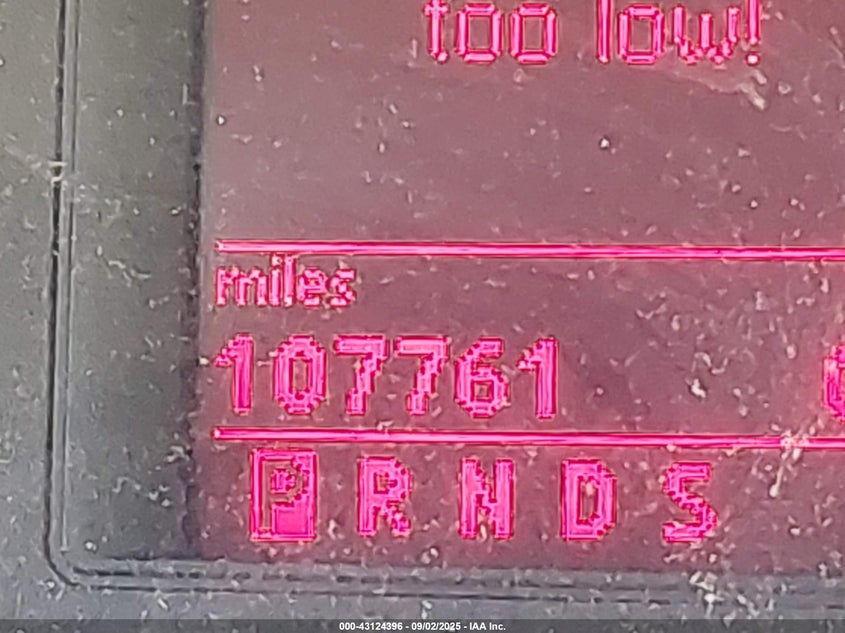 too low!
miles
107761
P R N D S
000-43124396 - 09/02/2025 - IAA Inc.